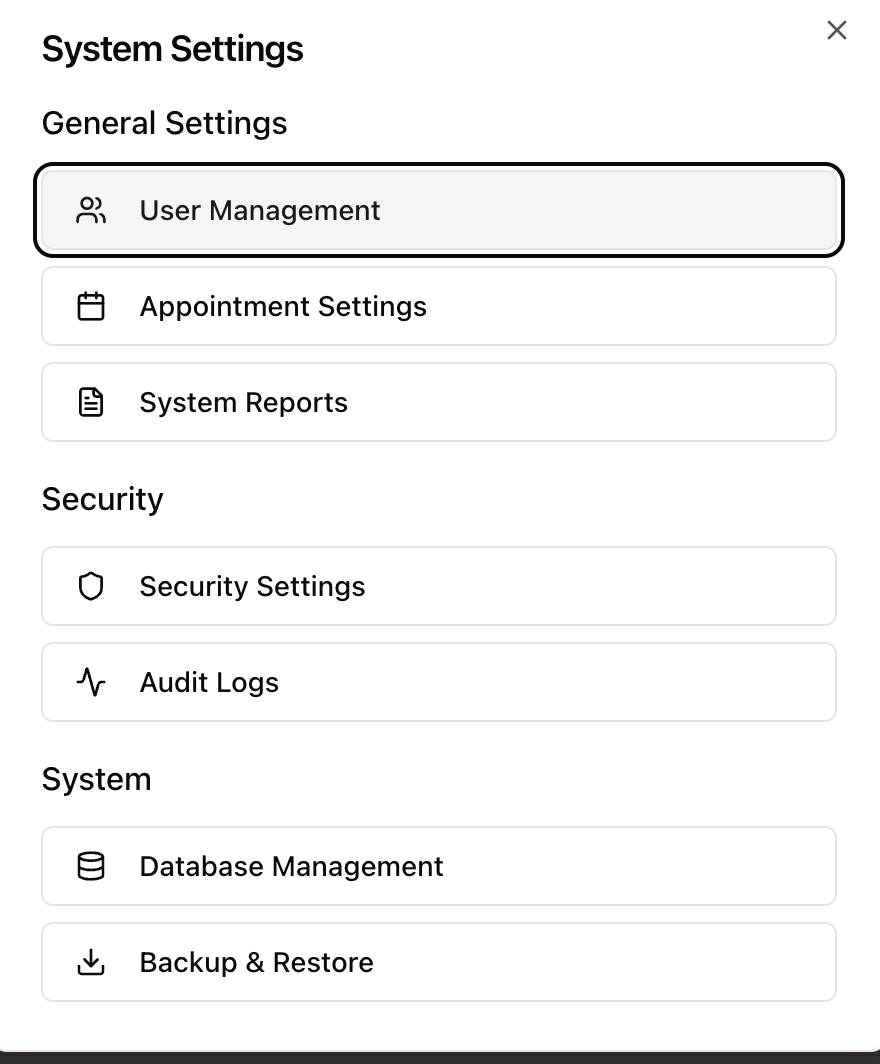 System Settings
General Settings
User Management
Appointment Settings
System Reports
Security
Security Settings
Audit Logs
System
Database Management
Backup & Restore